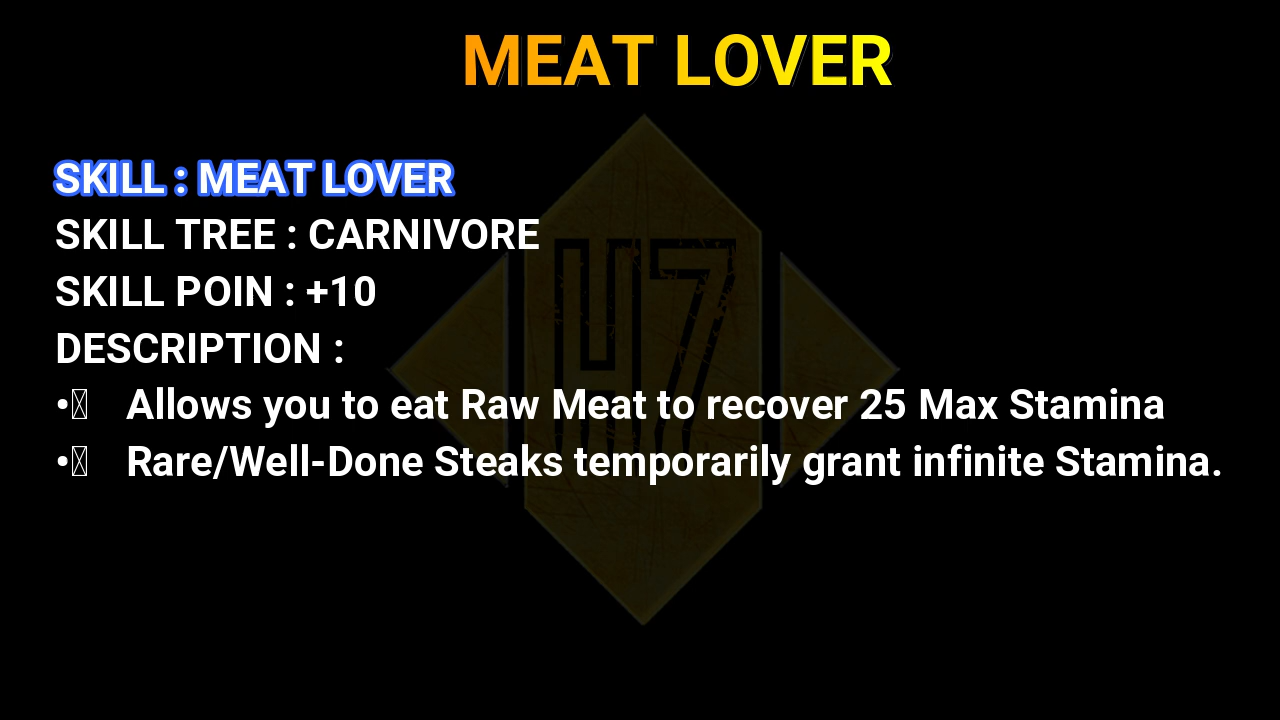 MEAT LOVER
SKILL : MEAT LOVER
SKILL TREE : CARNIVORE
SKILL POIN : +10
DESCRIPTION :
H7
• Allows you to eat Raw Meat to recover 25 Max Stamina
• Rare/Well-Done Steaks temporarily grant infinite Stamina.